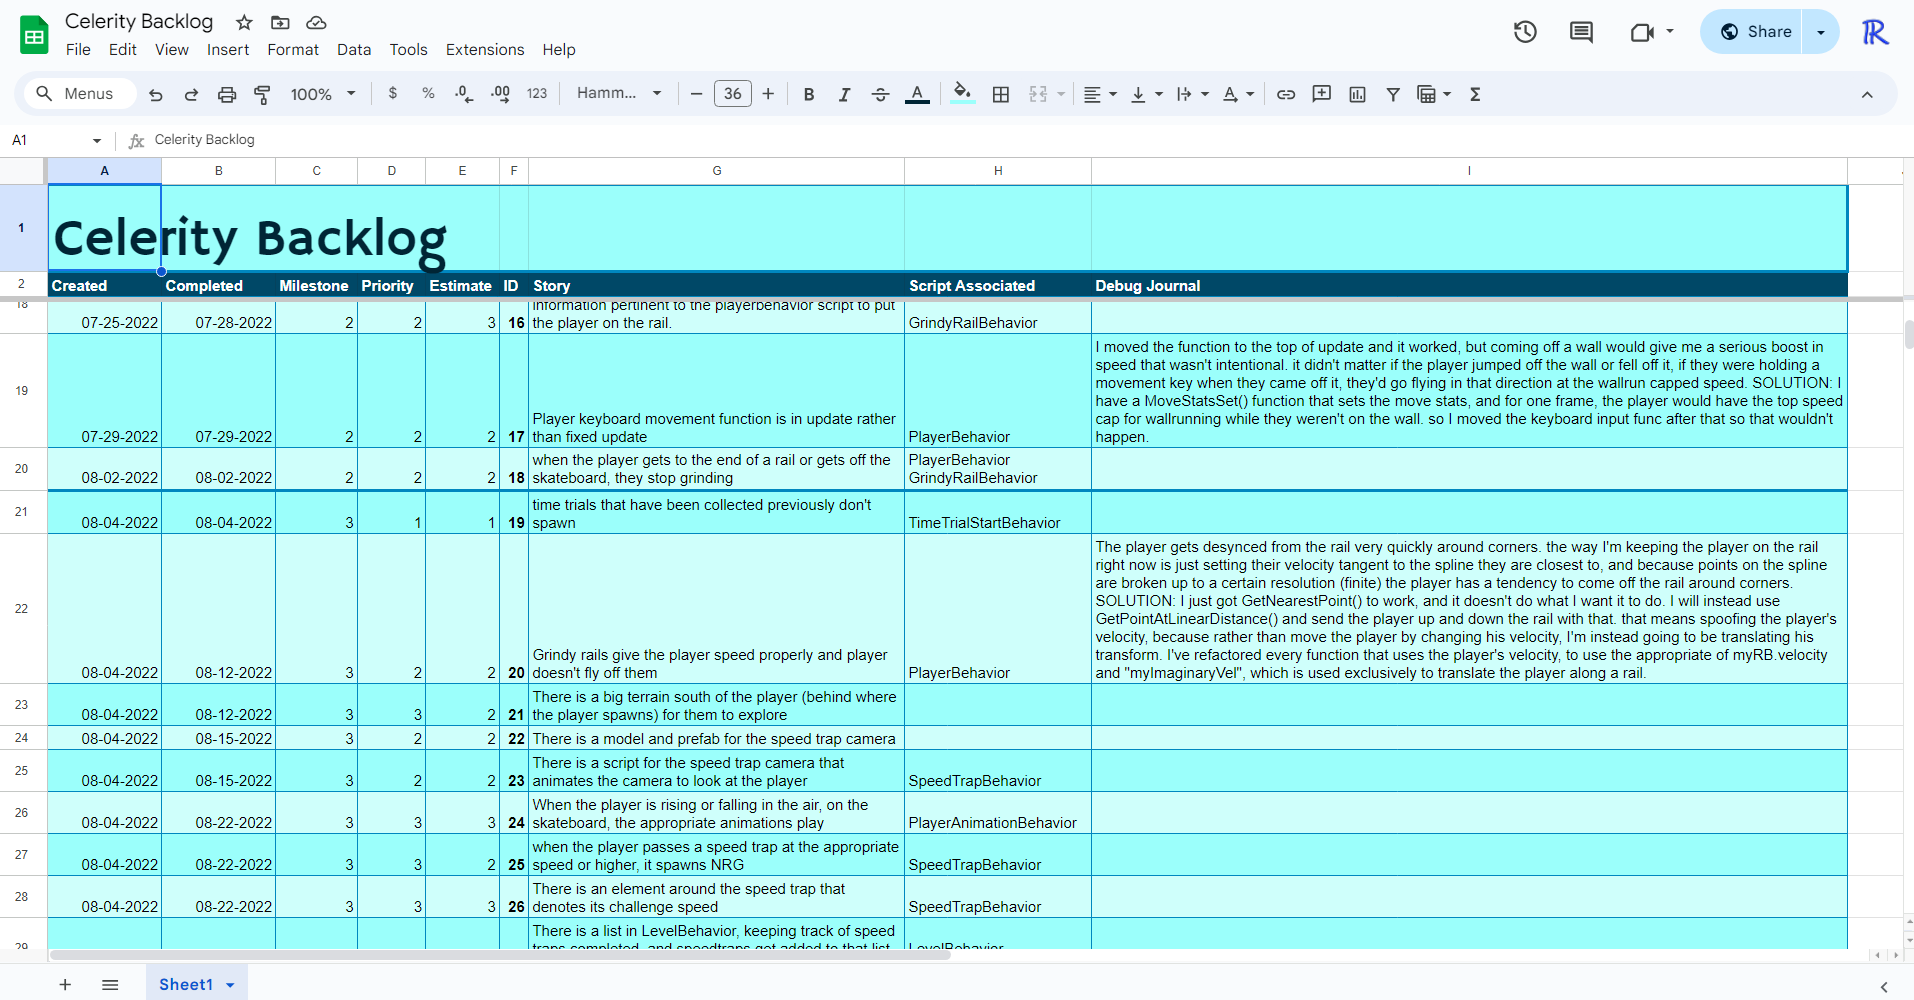 Celerity Backlog
File Edit View Insert Format Data Tools Extensions Help
Share
Menus
100%
$ % .0 .00 123
Hamm...
36
B I A
A1
fx Celerity Backlog
A B C D E F G H I
1 Celerity Backlog
2 Created Completed Milestone Priority Estimate ID Story Script Associated Debug Journal
18 information pertinent to the playerbehavior script to put
07-25-2022 07-28-2022 2 2 3 16 the player on the rail. GrindyRailBehavior
I moved the function to the top of update and it worked, but coming off a wall would give me a serious boost in
speed that wasn't intentional. it didn't matter if the player jumped off the wall or fell off it, if they were holding a
19 movement key when they came off it, they'd go flying in that direction at the wallrun capped speed. SOLUTION: I
have a MoveStatsSet() function that sets the move stats, and for one frame, the player would have the top speed
Player keyboard movement function is in update rather cap for wallrunning while they weren't on the wall. so I moved the keyboard input func after that so that wouldn't
07-29-2022 07-29-2022 2 2 2 17 than fixed update PlayerBehavior happen.
20 when the player gets to the end of a rail or gets off the PlayerBehavior
08-02-2022 08-02-2022 2 2 2 18 skateboard, they stop grinding GrindyRailBehavior
21 time trials that have been collected previously don't
08-04-2022 08-04-2022 3 1 1 19 spawn TimeTrialStartBehavior
The player gets desynced from the rail very quickly around corners. the way I'm keeping the player on the rail
right now is just setting their velocity tangent to the spline they are closest to, and because points on the spline
are broken up to a certain resolution (finite) the player has a tendency to come off the rail around corners.
22 SOLUTION: I just got GetNearestPoint() to work, and it doesn't do what I want it to do. I will instead use
GetPointAtLinearDistance() and send the player up and down the rail with that. that means spoofing the player's
velocity, because rather than move the player by changing his velocity, I'm instead going to be translating his
Grindy rails give the player speed properly and player transform. I've refactored every function that uses the player's velocity, to use the appropriate of myRB.velocity
08-04-2022 08-12-2022 3 2 2 20 doesn't fly off them PlayerBehavior and "myImaginaryVel", which is used exclusively to translate the player along a rail.
23 There is a big terrain south of the player (behind where
08-04-2022 08-12-2022 3 3 2 21 the player spawns) for them to explore
24 08-04-2022 08-15-2022 3 2 2 22 There is a model and prefab for the speed trap camera
25 There is a script for the speed trap camera that
08-04-2022 08-15-2022 3 2 2 23 animates the camera to look at the player SpeedTrapBehavior
26 When the player is rising or falling in the air, on the
08-04-2022 08-22-2022 3 3 3 24 skateboard, the appropriate animations play PlayerAnimationBehavior
27 when the player passes a speed trap at the appropriate
08-04-2022 08-22-2022 3 3 2 25 speed or higher, it spawns NRG SpeedTrapBehavior
28 There is an element around the speed trap that
08-04-2022 08-22-2022 3 3 3 26 denotes its challenge speed SpeedTrapBehavior
29 There is a list in LevelBehavior, keeping track of speed
traps completed, and speedtraps get added to that list LevelBehavior
Sheet1